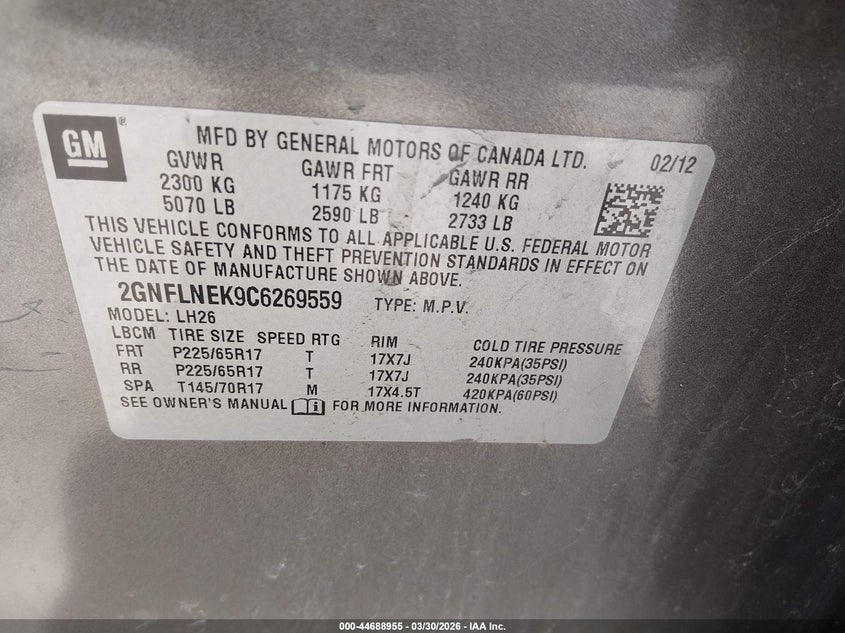 GM®
MFD BY GENERAL MOTORS OF CANADA LTD. 02/12
GVWR GAWR FRT GAWR RR
2300 KG 1175 KG 1240 KG
5070 LB 2590 LB 2733 LB
THIS VEHICLE CONFORMS TO ALL APPLICABLE U.S. FEDERAL MOTOR
VEHICLE SAFETY AND THEFT PREVENTION STANDARDS IN EFFECT ON
THE DATE OF MANUFACTURE SHOWN ABOVE.
2GNFLNEK9C6269559 TYPE: M.P.V.
MODEL: LH26
LBCM TIRE SIZE SPEED RTG RIM COLD TIRE PRESSURE
FRT P225/65R17 T 17X7J 240KPA(35PSI)
RR P225/65R17 T 17X7J 240KPA(35PSI)
SPA T145/70R17 M 17X4.5T 420KPA(60PSI)
SEE OWNER'S MANUAL FOR MORE INFORMATION.
000-44688955 - 03/30/2026 - IAA Inc.